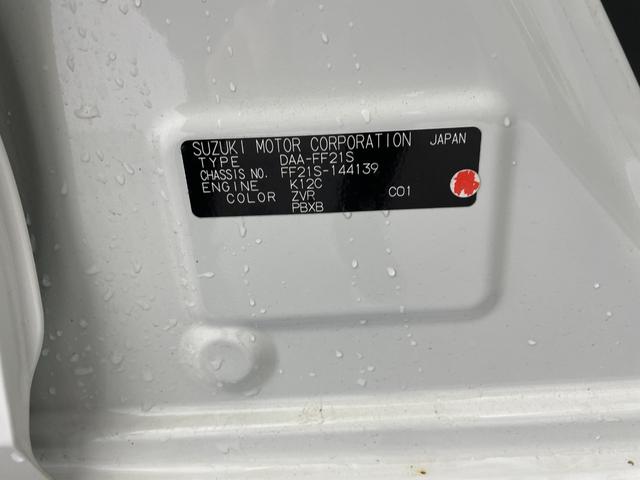 SUZUKI MOTOR CORPORATION JAPAN
TYPE DAA-FF21S
CHASSIS NO. FF21S-144139
ENGINE K12C
COLOR ZVR C01
PBXB